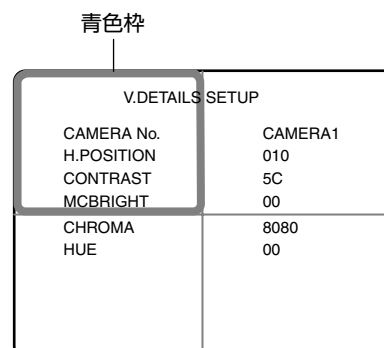 青色枠
V.DETAILS SETUP
CAMERA No. CAMERA1
H.POSITION 010
CONTRAST 5C
MCBRIGHT 00
CHROMA 8080
HUE 00